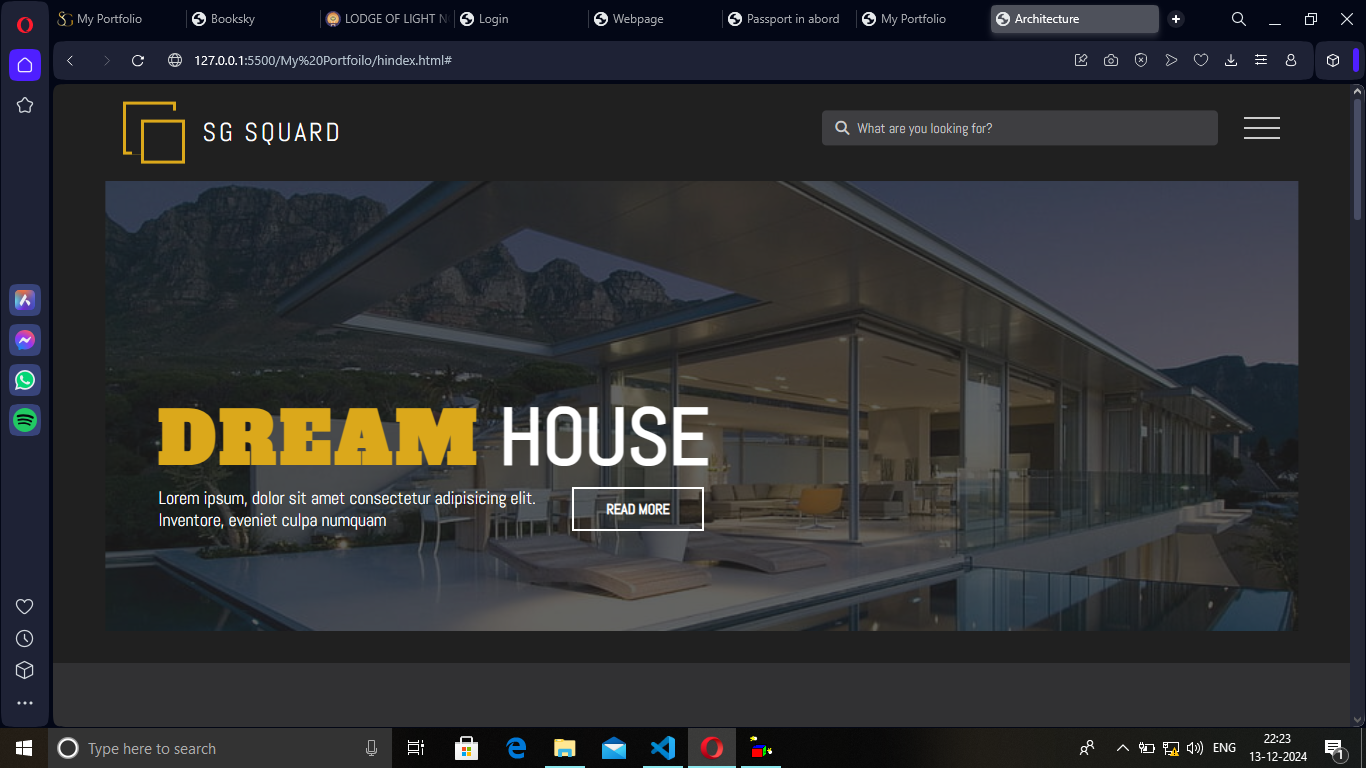 My Portfolio
Booksky
LODGE OF LIGHT N
Login
Webpage
Passport in abord
My Portfolio
Architecture
127.0.0.1:5500/My%20Portfoilo/hindex.html#
SG SQUARD
What are you looking for?
DREAM HOUSE
Lorem ipsum, dolor sit amet consectetur adipisicing elit.
Inventore, eveniet culpa numquam
READ MORE
Type here to search
ENG
22:23
13-12-2024
1